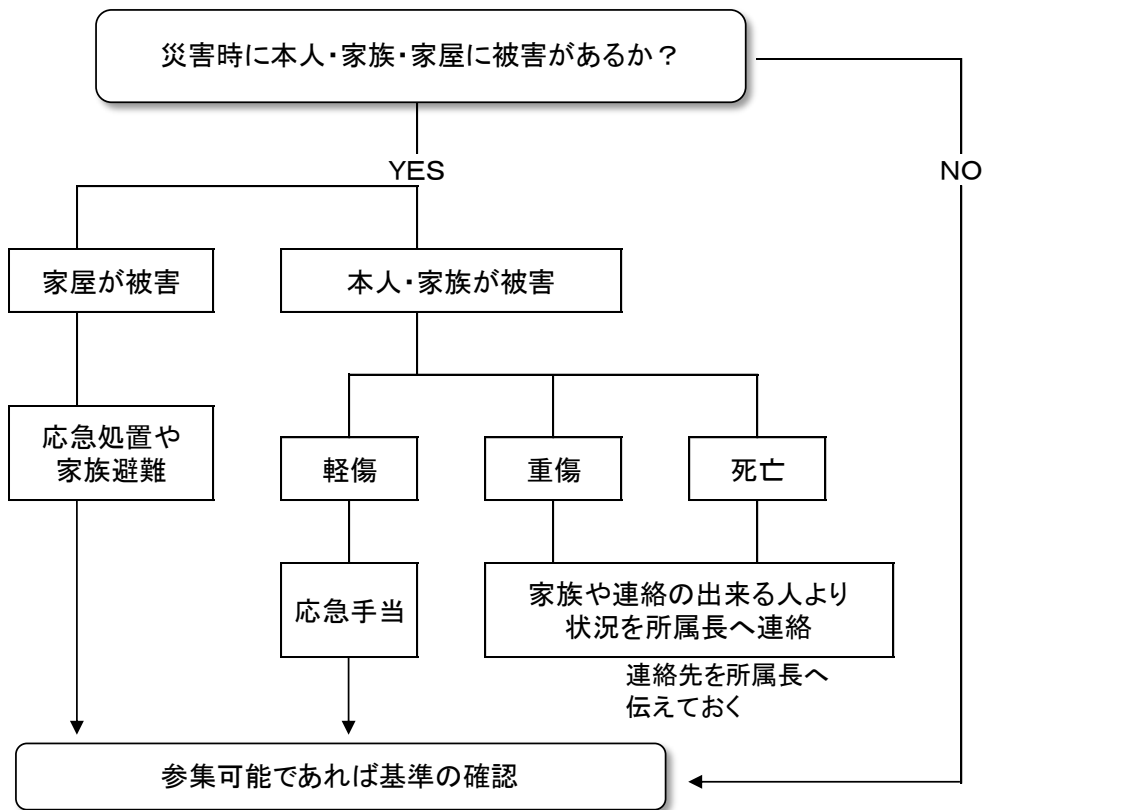 災害時に本人・家族・家屋に被害があるか？
YES
NO
家屋が被害
本人・家族が被害
応急処置や
家族避難
軽傷
重傷
死亡
応急手当
家族や連絡の出来る人より
状況を所属長へ連絡
連絡先を所属長へ
伝えておく
参集可能であれば基準の確認